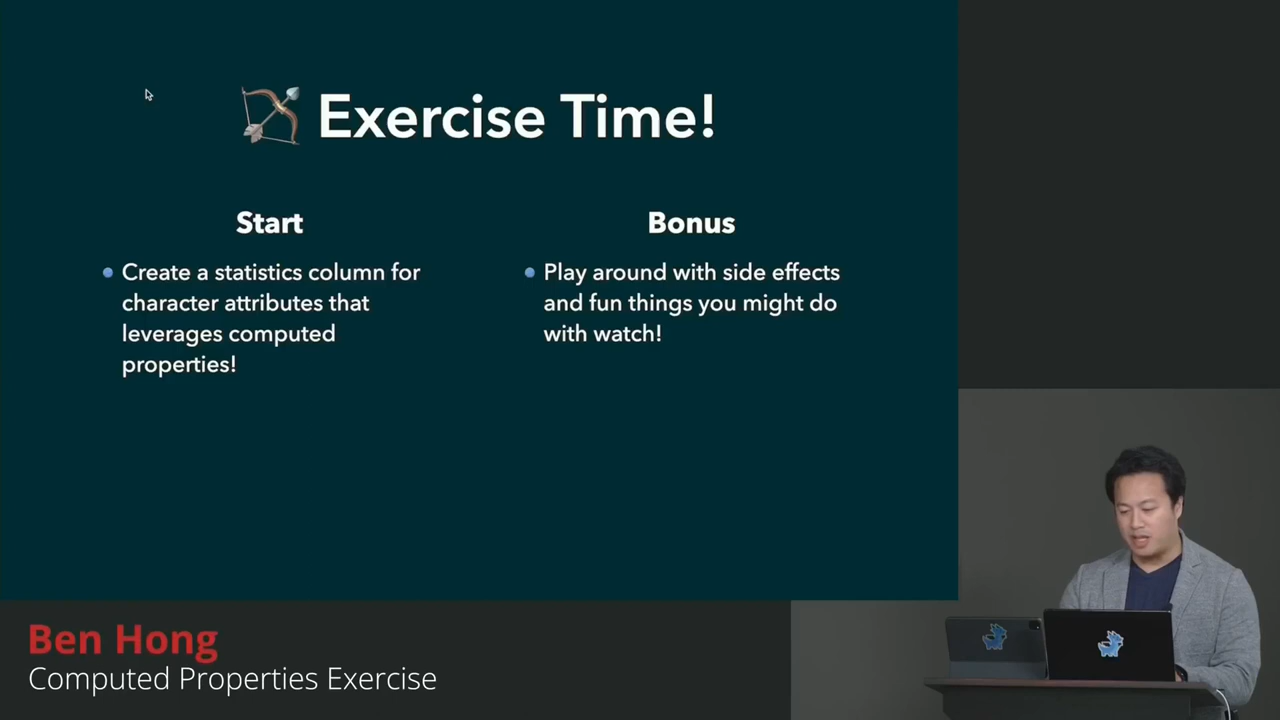 Exercise Time!
Start
Create a statistics column for
character attributes that
leverages computed
properties!
Bonus
Play around with side effects
and fun things you might do
with watch!
Ben Hong
Computed Properties Exercise